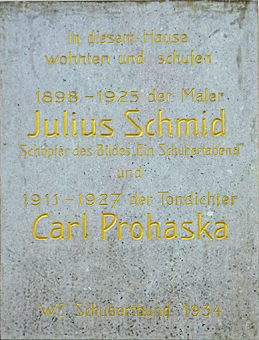 In diesem Hause
wohnten und schufen
1898–1925 der Maler
Julius Schmid
"Schöpfer des Bildes „Ein Schubertabend"
und
1911–1927 der Tondichter
Carl Prohaska
Schubertbund 1934